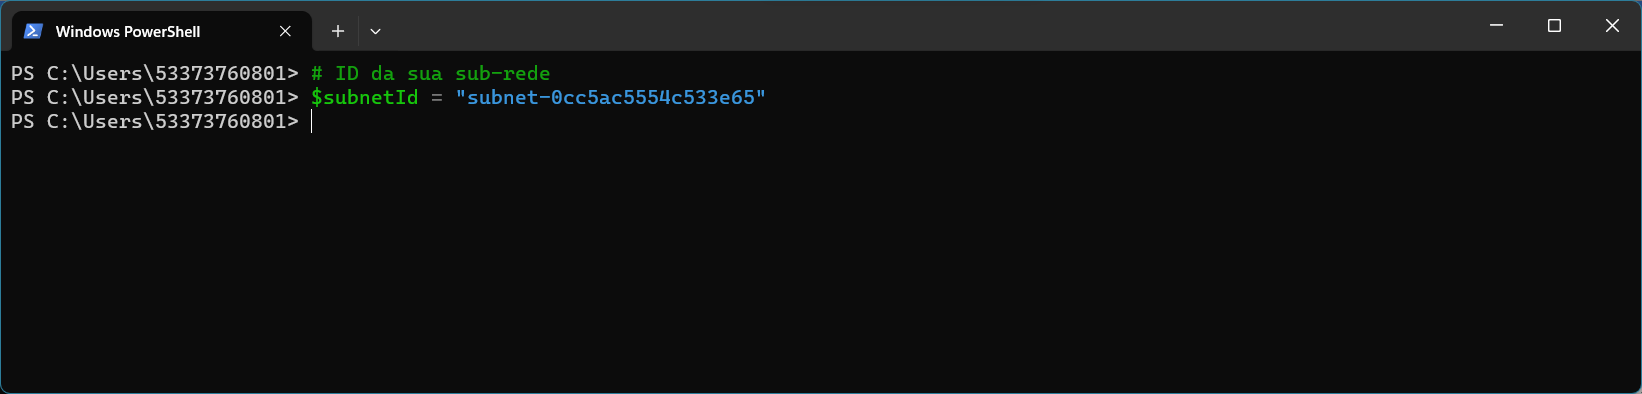 Windows PowerShell
PS C:\Users\53373760801> # ID da sua sub-rede
PS C:\Users\53373760801> $subnetId = "subnet-0cc5ac5554c533e65"
PS C:\Users\53373760801>